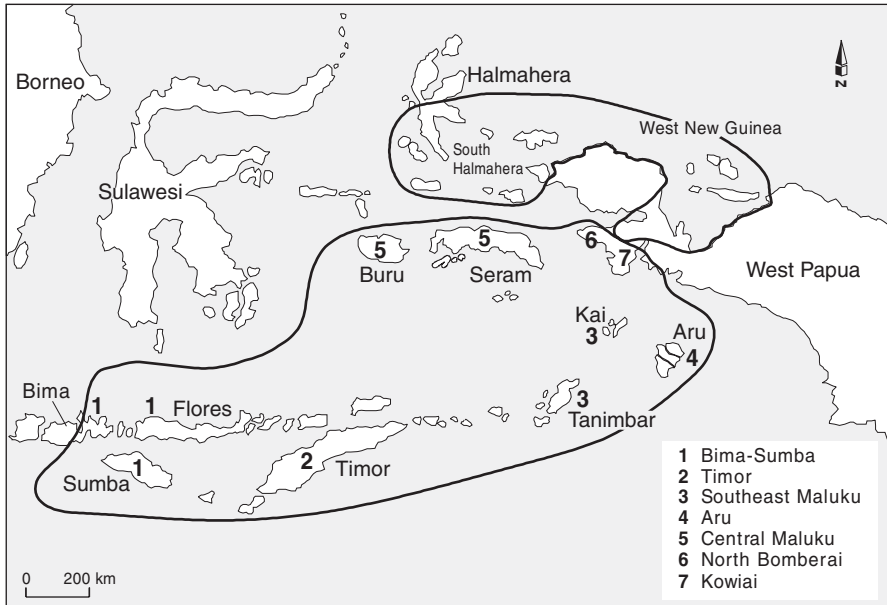 Borneo
Halmahera
N
West New Guinea
South
Halmahera
Sulawesi
6
5
5
7
Buru
Seram
West Papua
Kai
3
Aru
4
Bima
1
1
Flores
3
Tanimbar
1
2
Timor
Sumba
1 Bima-Sumba
2 Timor
3 Southeast Maluku
4 Aru
5 Central Maluku
6 North Bomberai
7 Kowiai
0 200 km